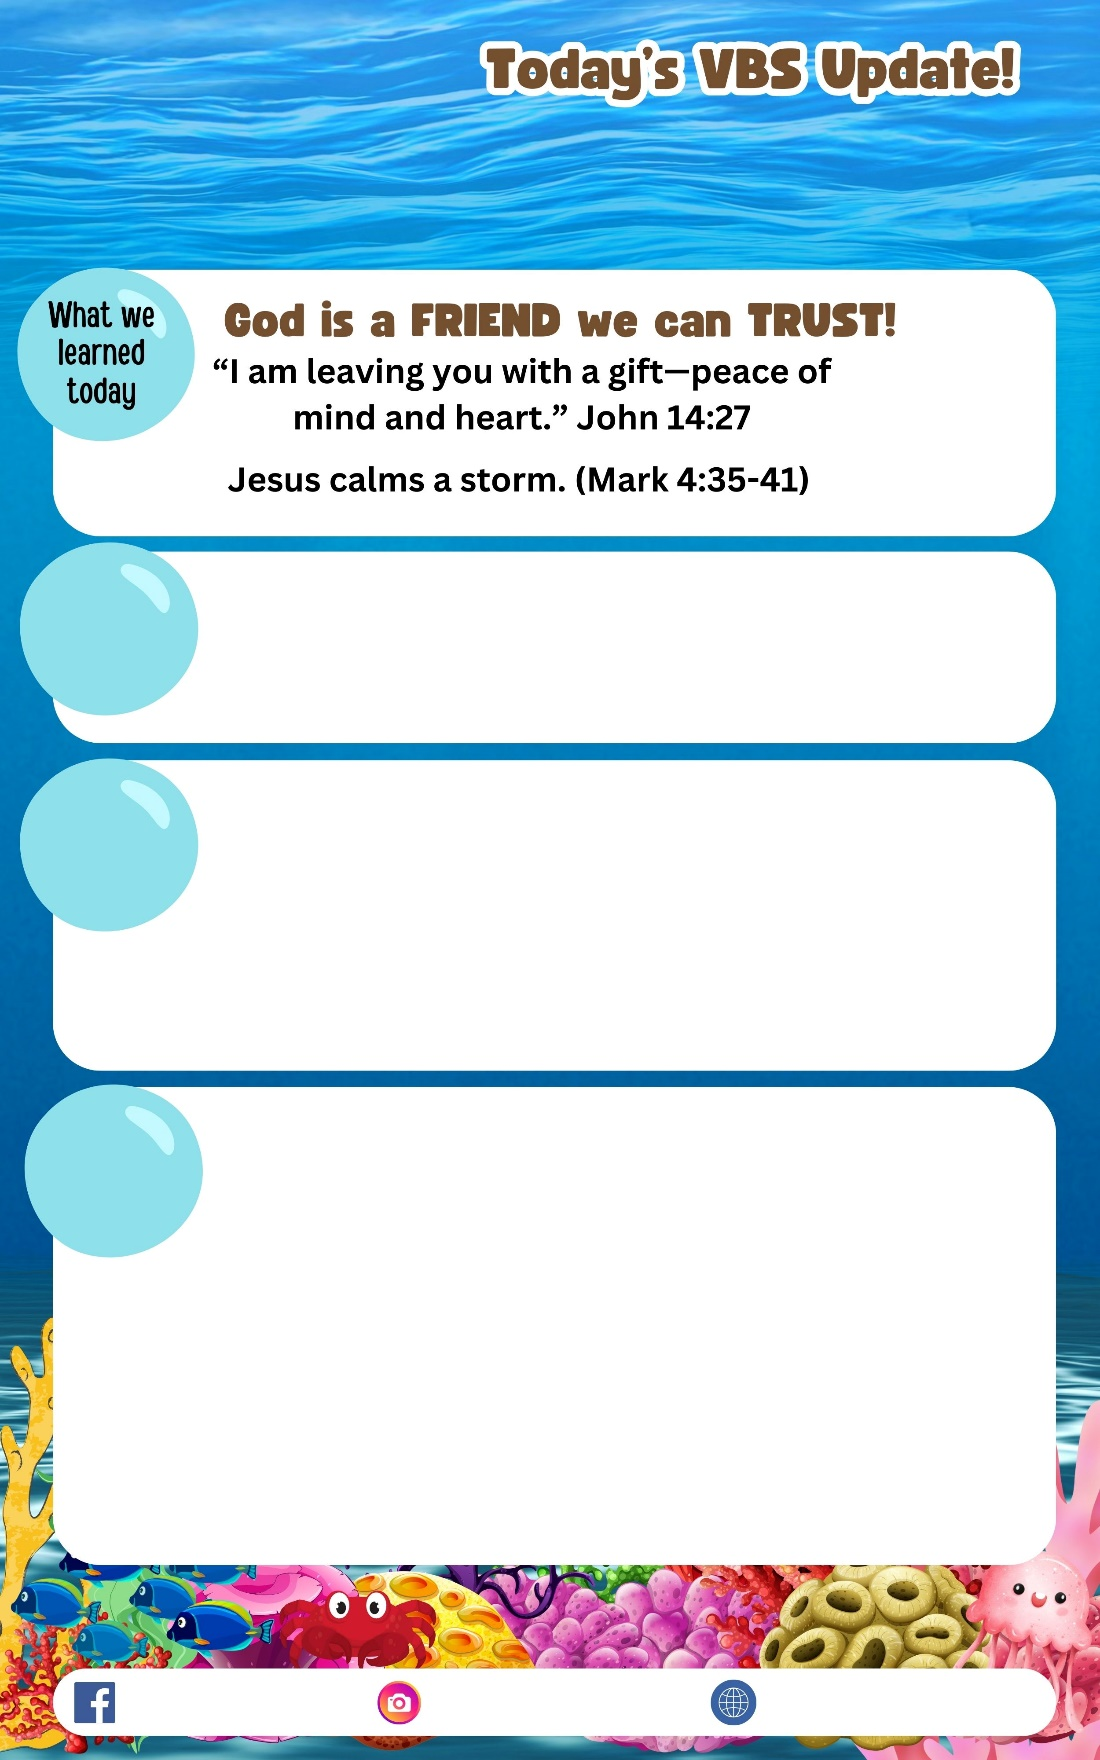 Today’s VBS Update!
What we
learned
today
God is a FRIEND we can TRUST!
“I am leaving you with a gift—peace of
mind and heart.” John 14:27
Jesus calms a storm. (Mark 4:35-41)